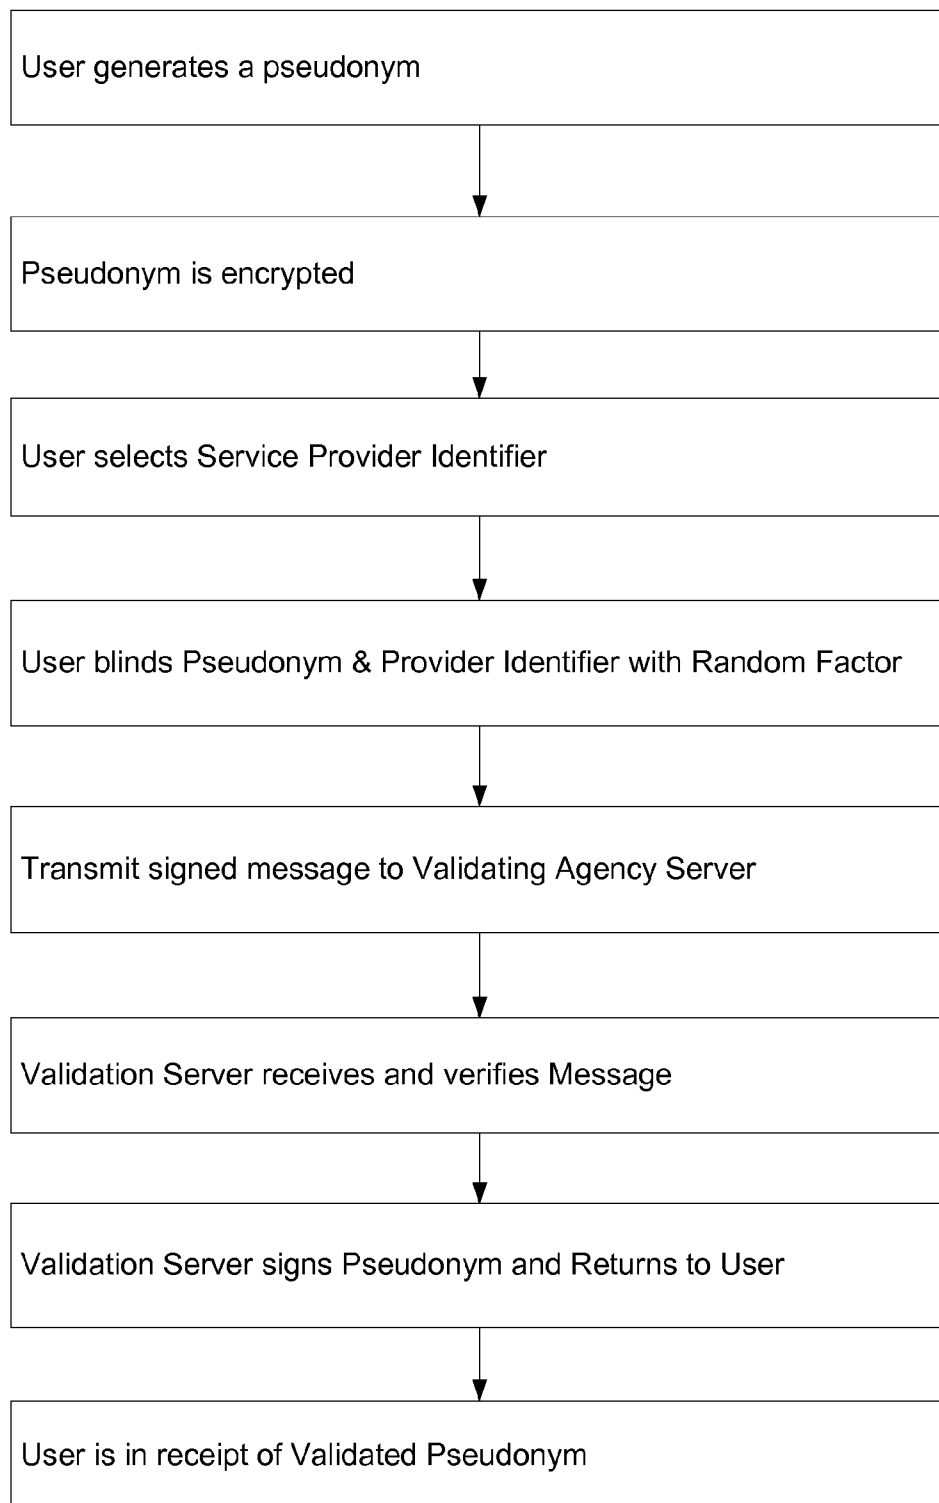 User generates a pseudonym
Pseudonym is encrypted
User selects Service Provider Identifier
User blinds Pseudonym & Provider Identifier with Random Factor
Transmit signed message to Validating Agency Server
Validation Server receives and verifies Message
Validation Server signs Pseudonym and Returns to User
User is in receipt of Validated Pseudonym